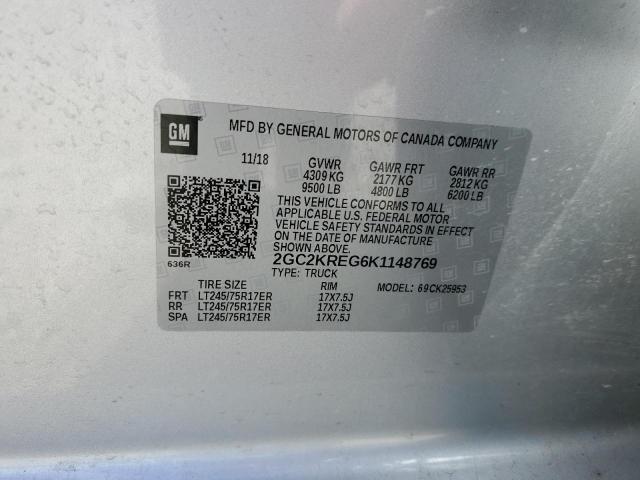 GM
MFD BY GENERAL MOTORS OF CANADA COMPANY
11/18 GVWR GAWR FRT GAWR RR
4309 KG 2177 KG 2812 KG
9500 LB 4800 LB 6200 LB
THIS VEHICLE CONFORMS TO ALL
APPLICABLE U.S. FEDERAL MOTOR
VEHICLE SAFETY STANDARDS IN EFFECT
ON THE DATE OF MANUFACTURE SHOWN ABOVE.
2GC2KREG6K1148769
636R TYPE: TRUCK
TIRE SIZE RIM MODEL: 69CK25953
FRT LT245/75R17ER 17X7.5J
RR LT245/75R17ER 17X7.5J
SPA LT245/75R17ER 17X7.5J